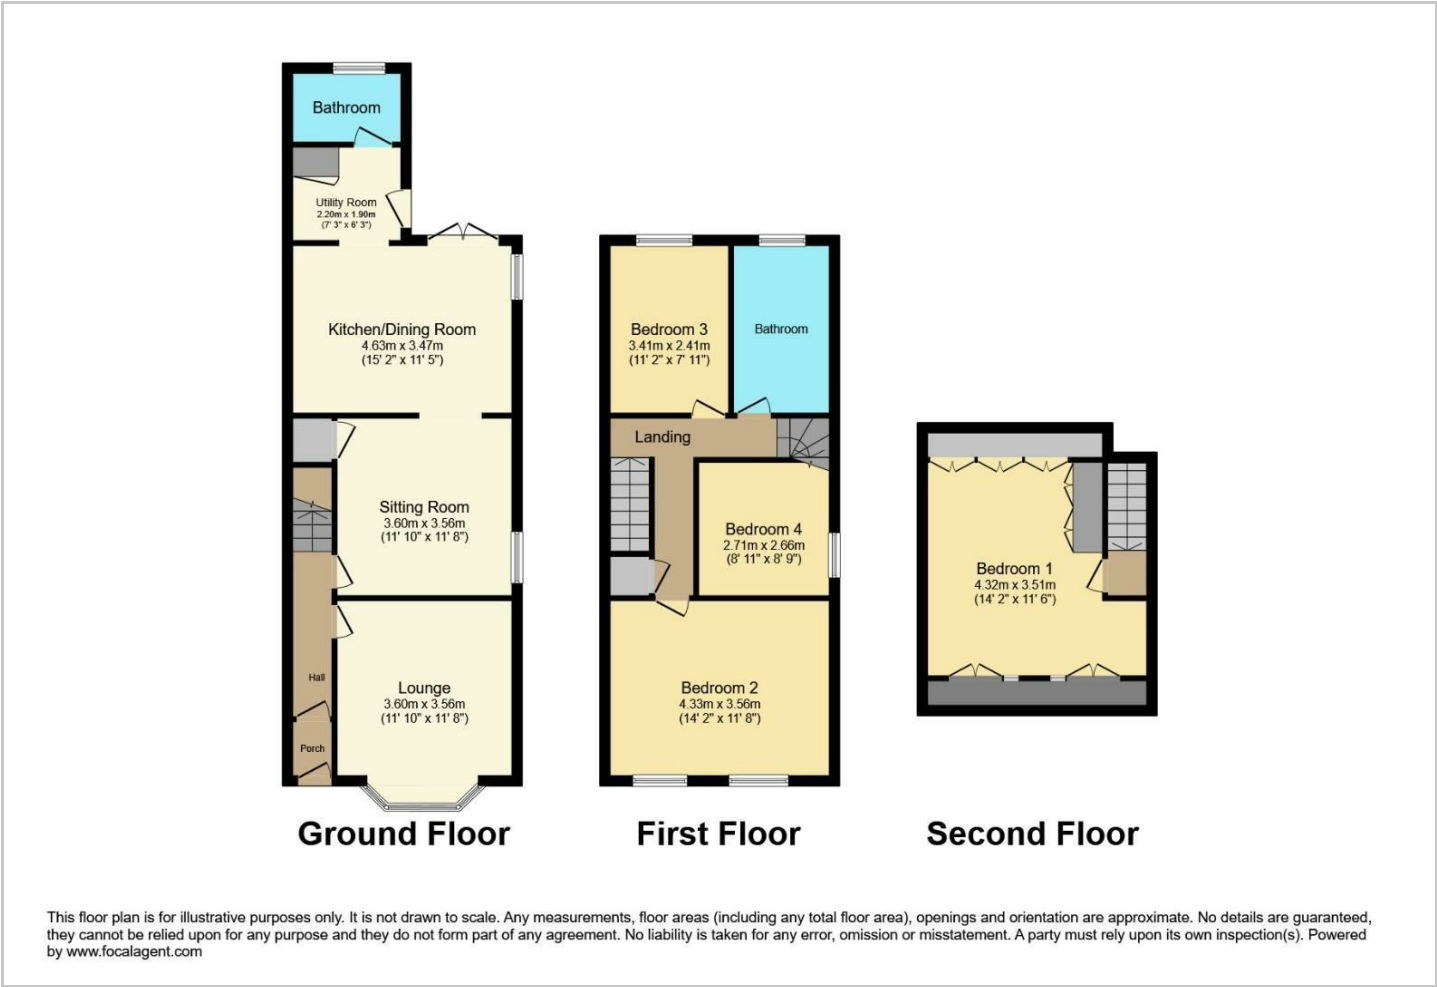 Bathroom
Utility Room
2.20m x 1.90m
(7' 3" x 6' 3")
Kitchen/Dining Room
4.63m x 3.47m
(15' 2" x 11' 5")
Sitting Room
3.60m x 3.56m
(11' 10" x 11' 8")
Hall
Lounge
3.60m x 3.56m
(11' 10" x 11' 8")
Porch
Ground Floor
Bedroom 3
3.41m x 2.41m
(11' 2" x 7' 11")
Bathroom
Landing
Bedroom 4
2.71m x 2.66m
(8' 11" x 8' 9")
Bedroom 2
4.33m x 3.56m
(14' 2" x 11' 8")
First Floor
Bedroom 1
4.32m x 3.51m
(14' 2" x 11' 6")
Second Floor
This floor plan is for illustrative purposes only. It is not drawn to scale. Any measurements, floor areas (including any total floor area), openings and orientation are approximate. No details are guaranteed,
they cannot be relied upon for any purpose and they do not form part of any agreement. No liability is taken for any error, omission or misstatement. A party must rely upon its own inspection(s). Powered
by www.focalagent.com